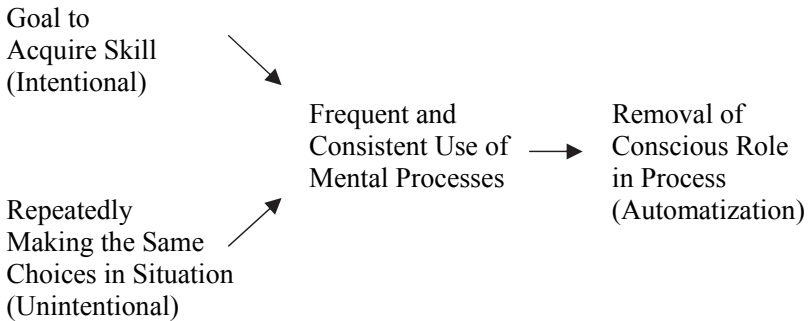 Goal to
Acquire Skill
(Intentional)
Frequent and
Consistent Use of
Mental Processes
Removal of
Conscious Role
in Process
(Automatization)
Repeatedly
Making the Same
Choices in Situation
(Unintentional)